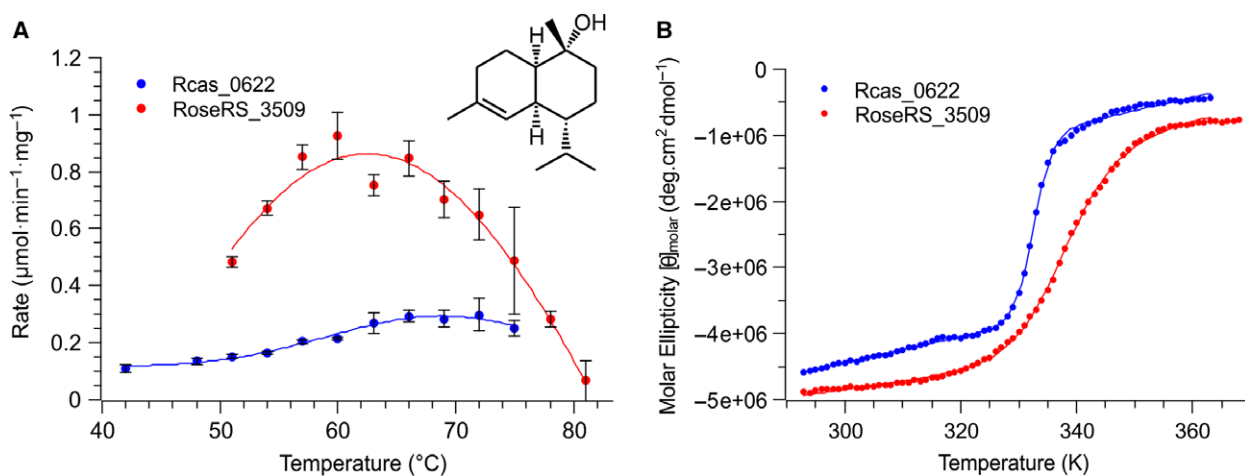 A
1.2
1
0.8
0.6
0.4
0.2
0
Rate (µmol·min⁻¹·mg⁻¹)
Rcas_0622
RoseRS_3509
H
OH
H
40 50 60 70 80
Temperature (°C)
B
0
−1e+06
−2e+06
−3e+06
−4e+06
−5e+06
Molar Ellipticity [θ]molar (deg.cm² dmol⁻¹)
Rcas_0622
RoseRS_3509
300 320 340 360
Temperature (K)